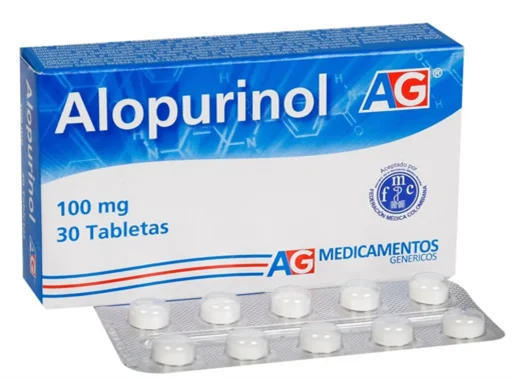 Alopurinol AG®
100 mg
30 Tabletas
Aceptado por
fmc
FEDERACIÓN MÉDICA COLOMBIANA
AG MEDICAMENTOS
GENERICOS
Alopurinol
AG